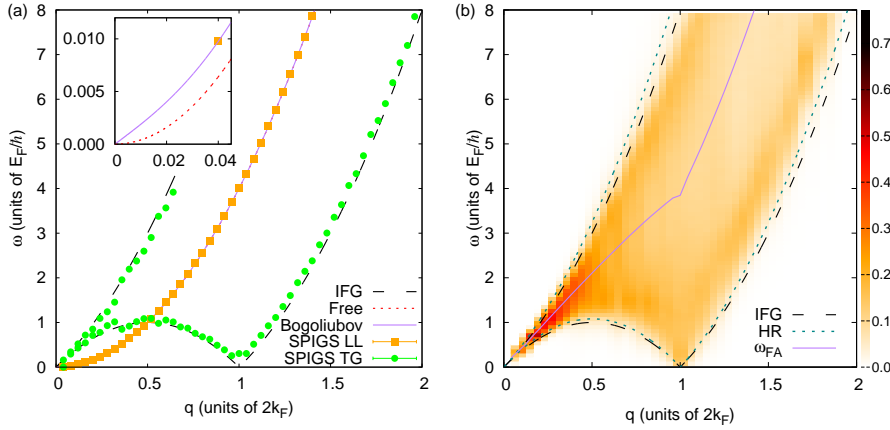 (a)
ω (units of E_F/ħ)
8
7
6
5
4
3
2
1
0
0.010
0.005
0.000
0 0.02 0.04
IFG
Free
Bogoliubov
SPIGS LL
SPIGS TG
0 0.5 1 1.5 2
q (units of 2k_F)
(b)
ω (units of E_F/ħ)
8
7
6
5
4
3
2
1
0
IFG
HR
ω_FA
0 0.5 1 1.5 2
q (units of 2k_F)
0.7
0.6
0.5
0.4
0.3
0.2
0.1
0.0